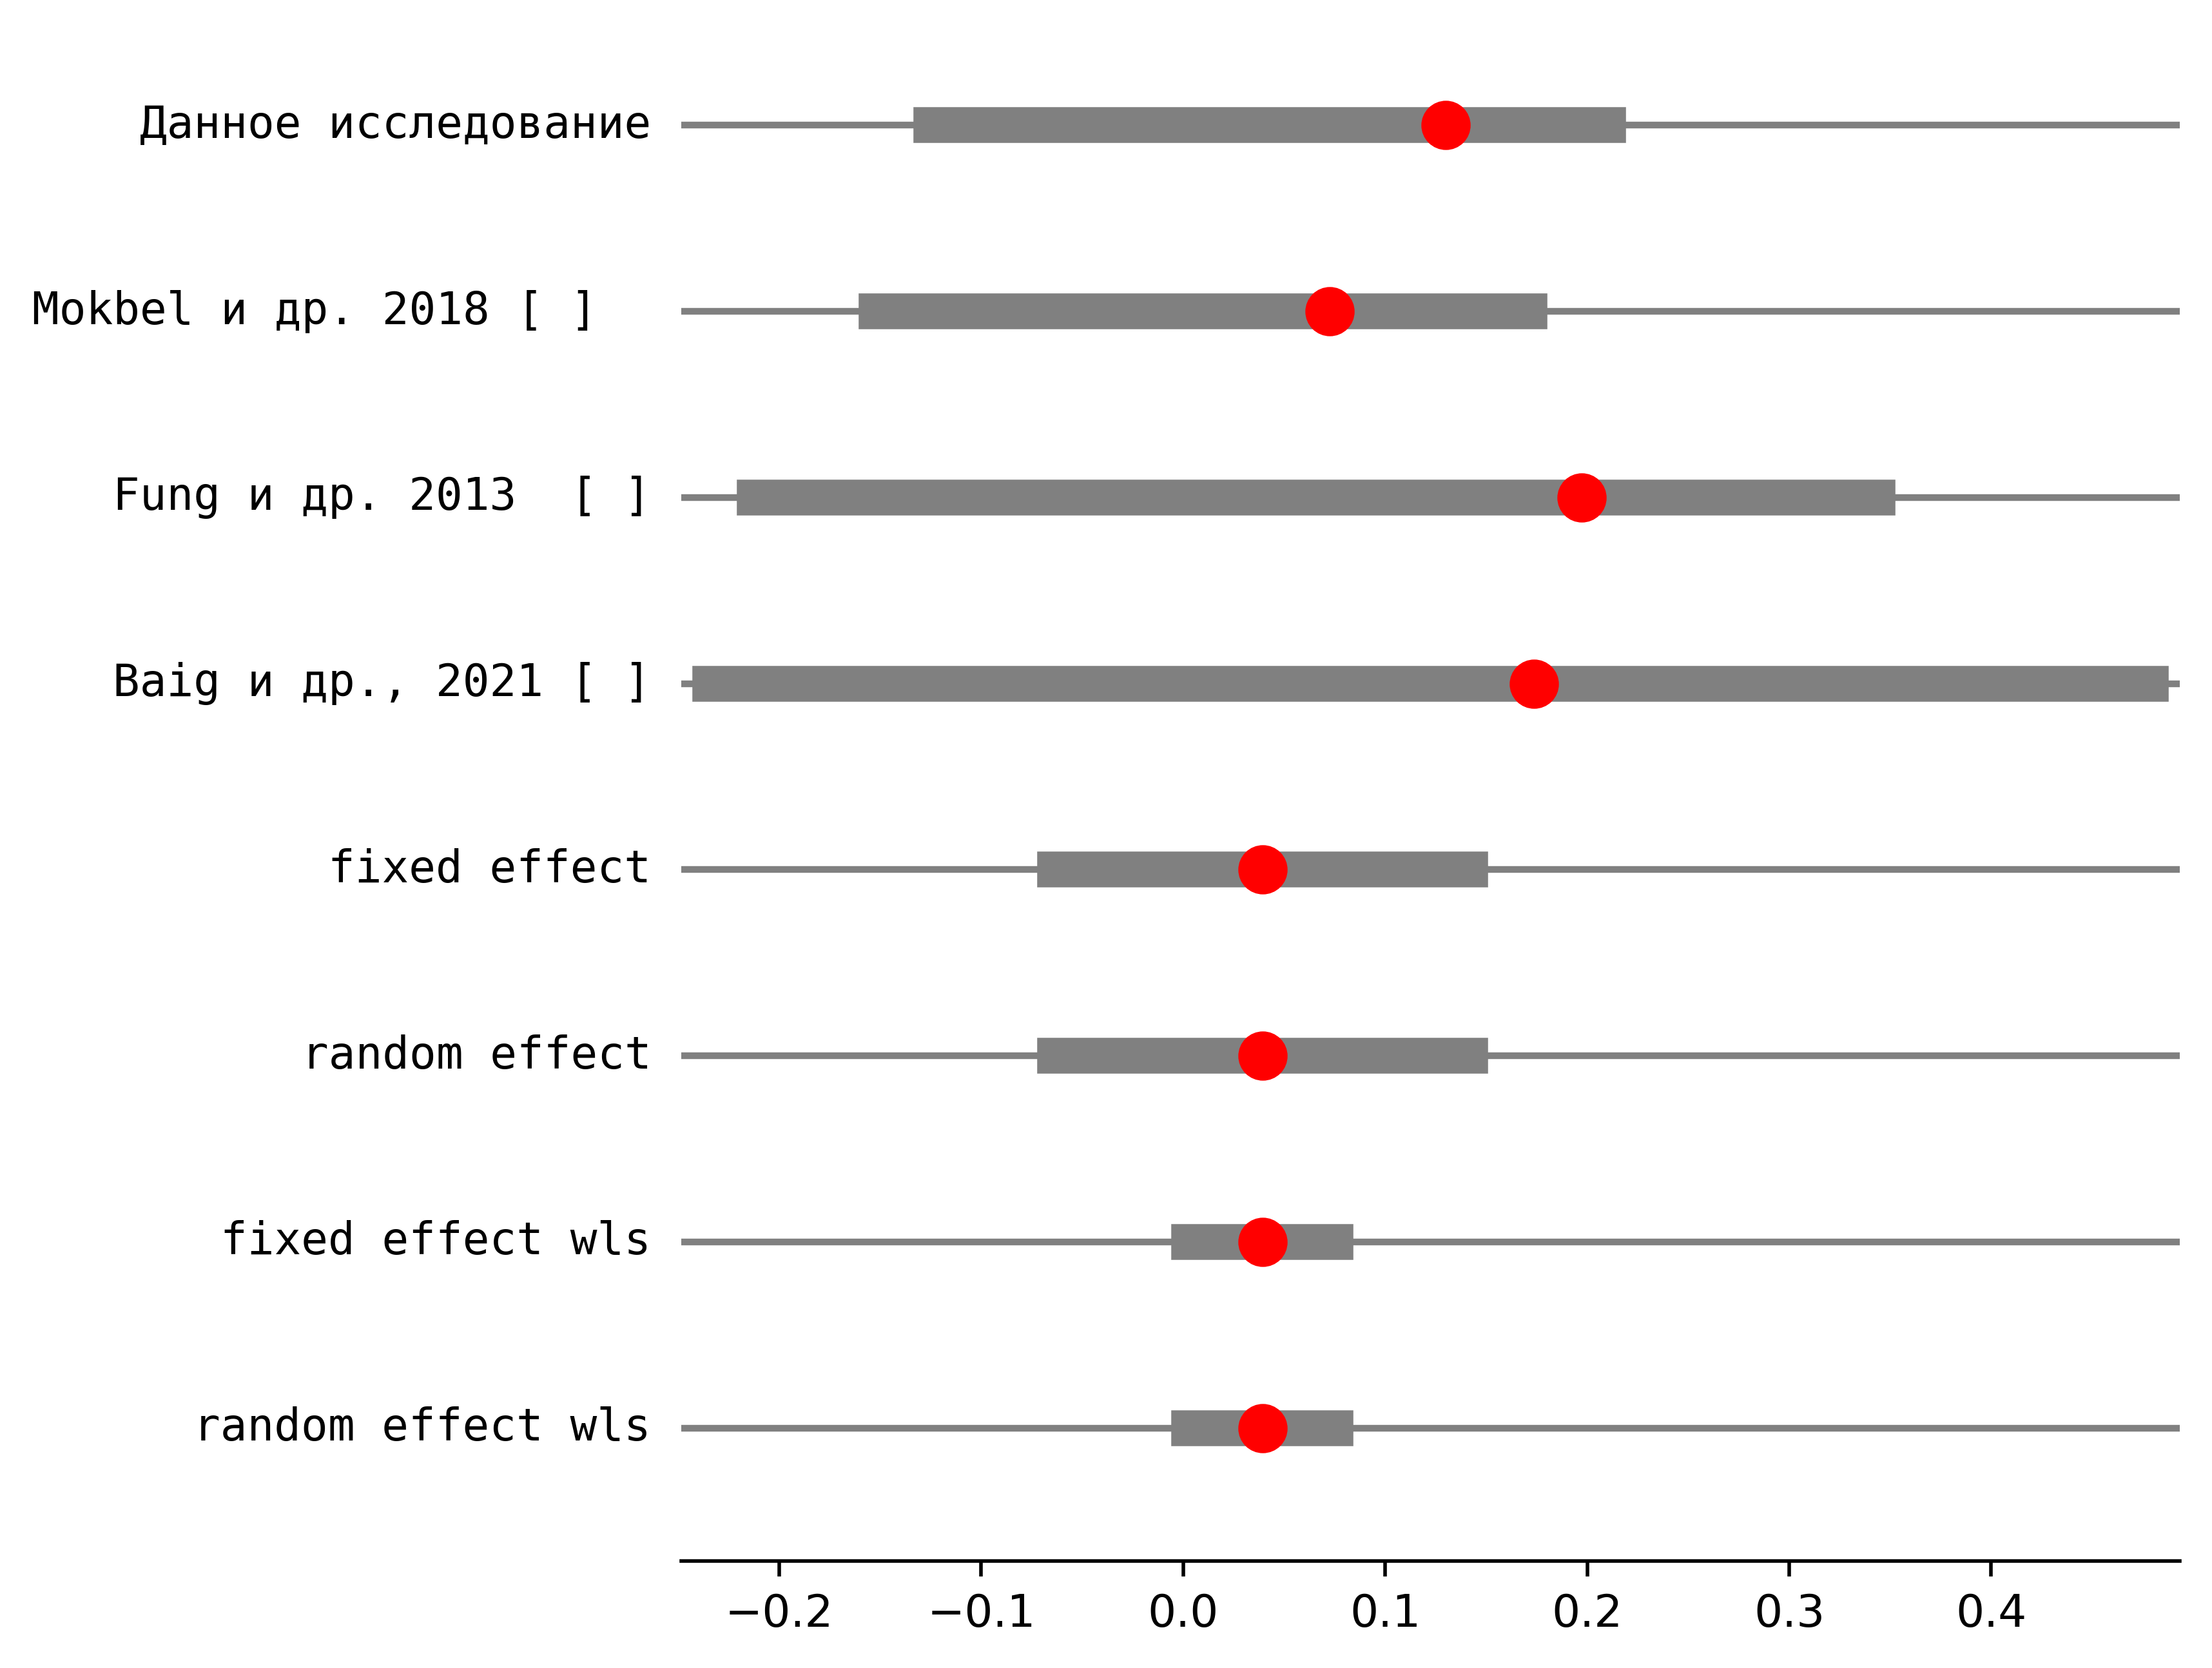 Данное исследование
Mokbel и др. 2018 [ ]
Fung и др. 2013  [ ]
Baig и др., 2021 [ ]
fixed effect
random effect
fixed effect wls
random effect wls
−0.2 −0.1 0.0 0.1 0.2 0.3 0.4